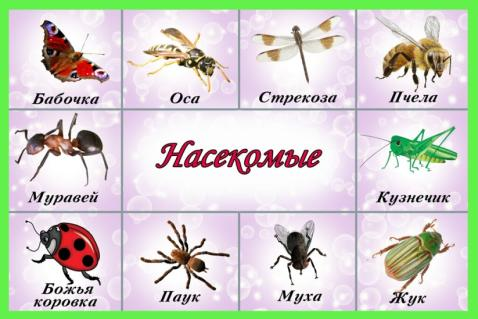 Бабочка
Оса
Стрекоза
Пчела
Муравей
Насекомые
Кузнечик
Божья
коровка
Паук
Муха
Жук